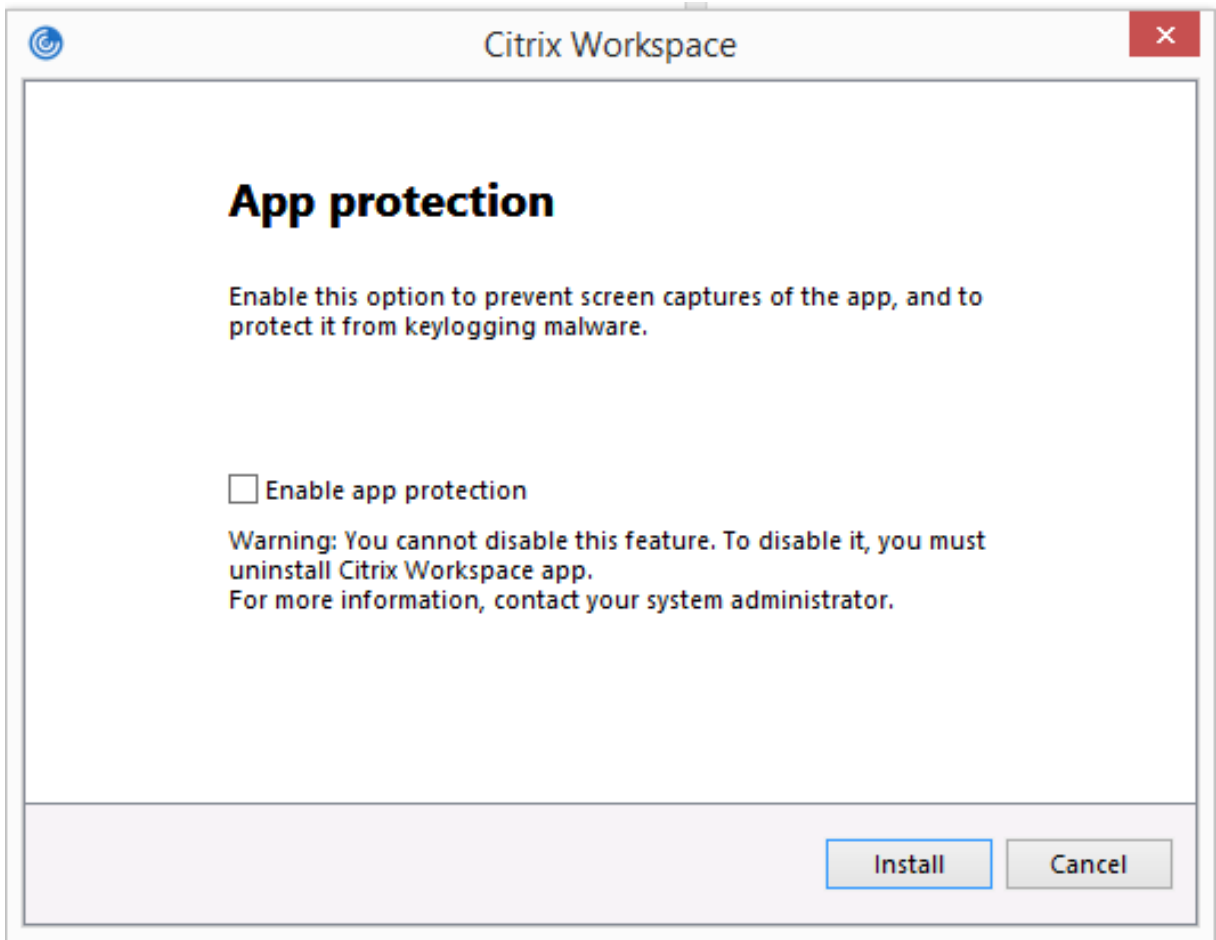 Citrix Workspace
App protection
Enable this option to prevent screen captures of the app, and to
protect it from keylogging malware.
Enable app protection
Warning: You cannot disable this feature. To disable it, you must
uninstall Citrix Workspace app.
For more information, contact your system administrator.
Install Cancel